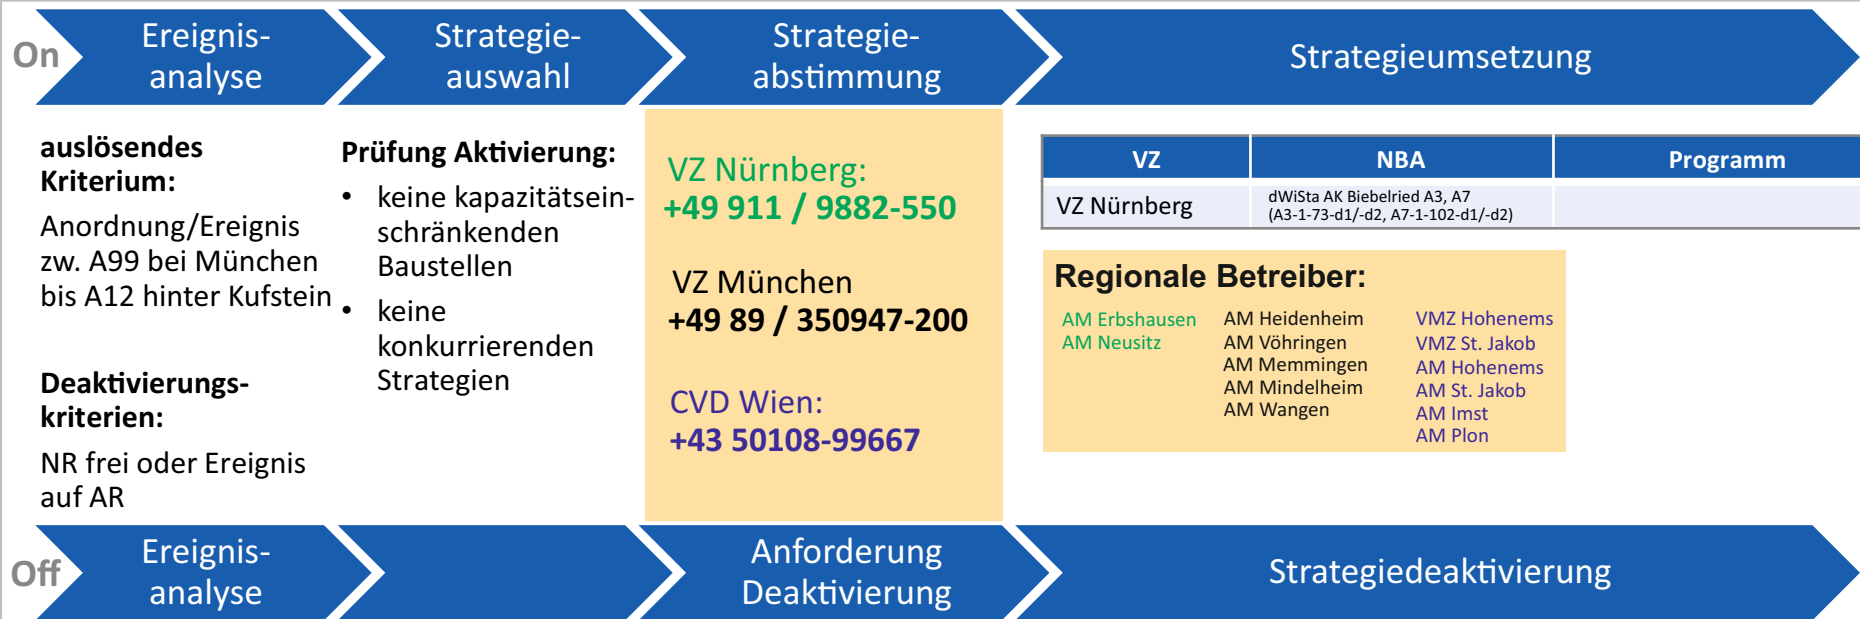 On
Ereignis-
analyse
Strategie-
auswahl
Strategie-
abstimmung
Strategieumsetzung
auslösendes
Kriterium:
Anordnung/Ereignis
zw. A99 bei München
bis A12 hinter Kufstein
Deaktivierungs-
kriterien:
NR frei oder Ereignis
auf AR
Prüfung Aktivierung:
• keine kapazitätsein-
schränkenden
Baustellen
• keine
konkurrierenden
Strategien
VZ Nürnberg:
+49 911 / 9882-550
VZ München
+49 89 / 350947-200
CVD Wien:
+43 50108-99667
VZ NBA Programm
VZ Nürnberg
dWiSta AK Biebelried A3, A7
(A3-1-73-d1/-d2, A7-1-102-d1/-d2)
Regionale Betreiber:
AM Erbshausen
AM Neusitz
AM Heidenheim
AM Vöhringen
AM Memmingen
AM Mindelheim
AM Wangen
VMZ Hohenems
VMZ St. Jakob
AM Hohenems
AM St. Jakob
AM Imst
AM Plon
Off
Ereignis-
analyse
Anforderung
Deaktivierung
Strategiedeaktivierung